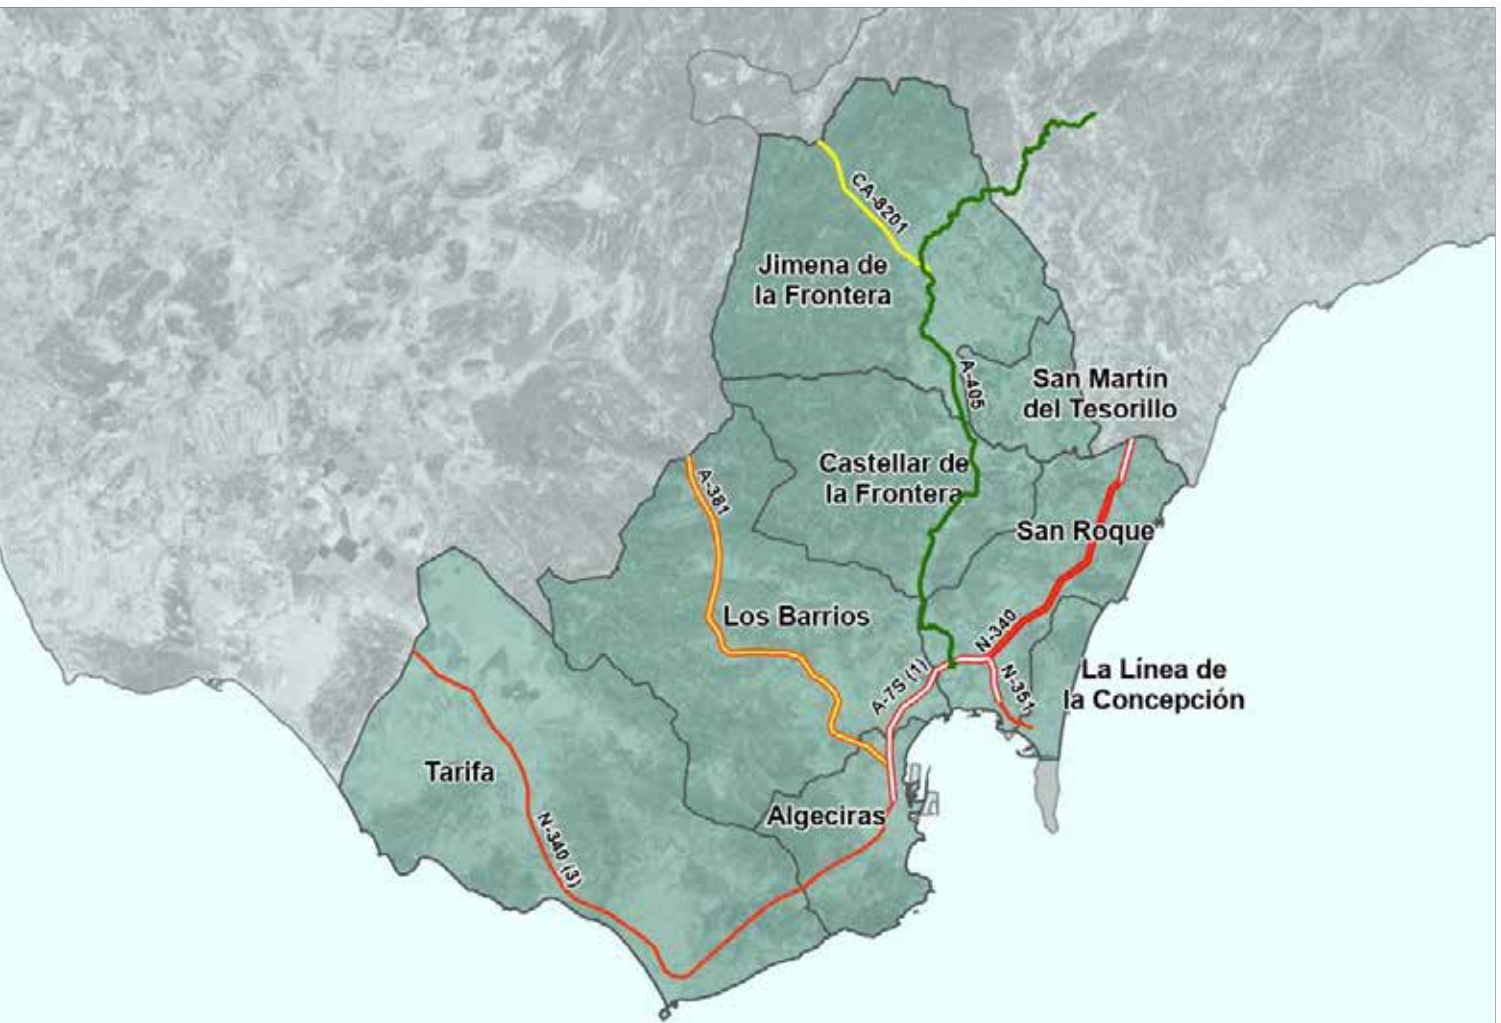 CA-8201
Jimena de
la Frontera
A-405
San Martín
del Tesorillo
Castellar de
la Frontera
A-381
San Roque
Los Barrios
N-340
A-7S (1)
N-351
La Línea de
la Concepción
Tarifa
N-340 (3)
Algeciras